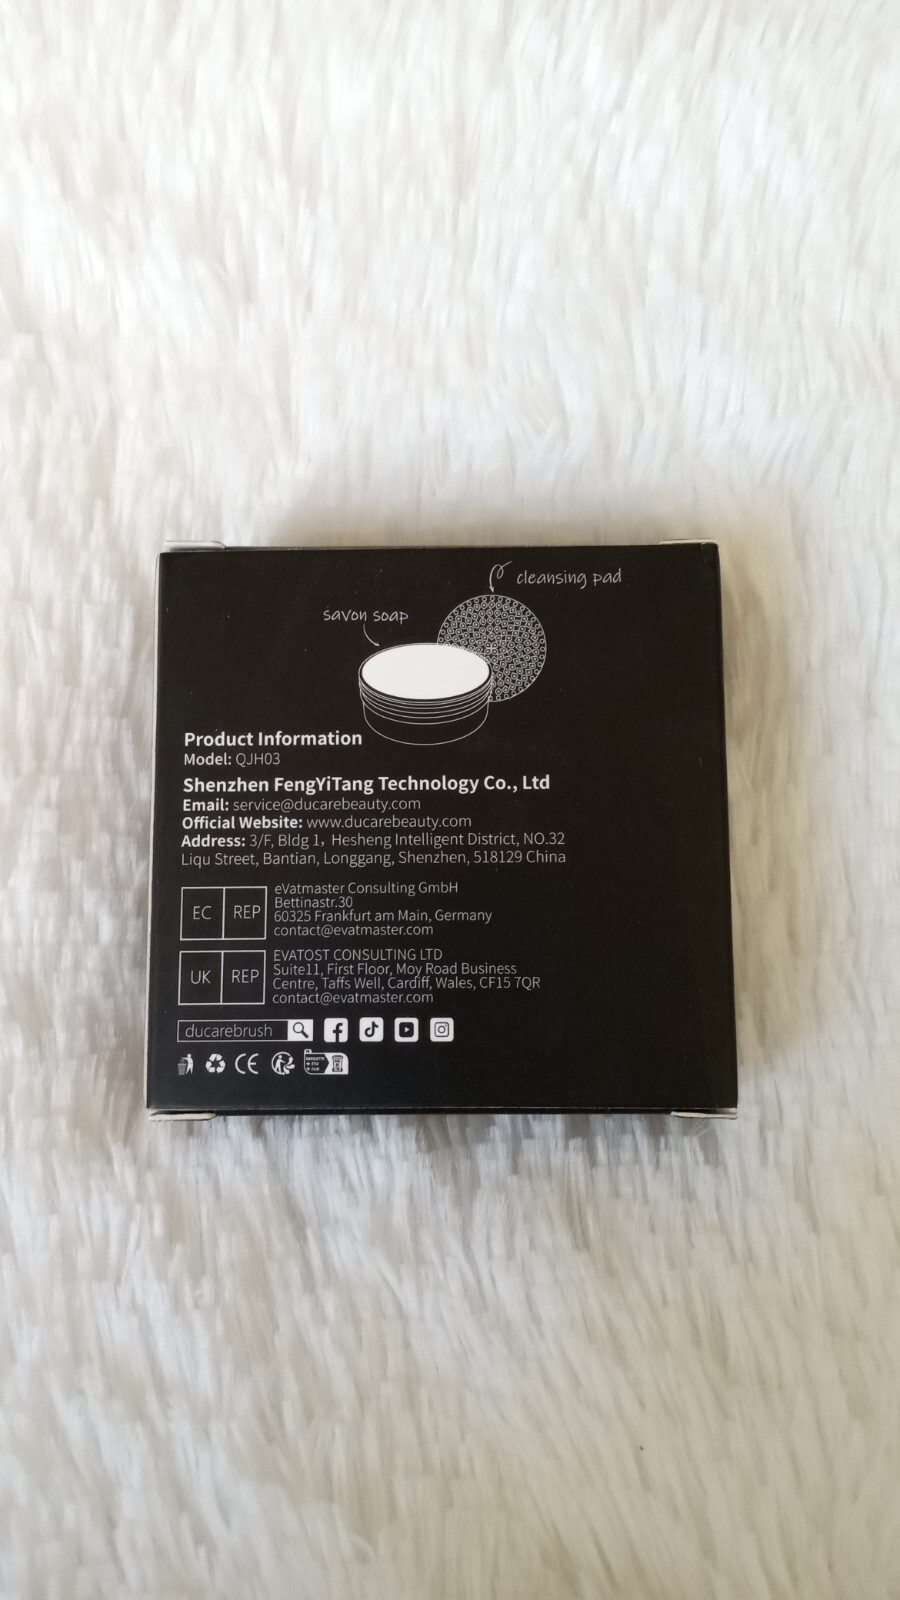 cleansing pad
savon soap
Product Information
Model: QJH03
Shenzhen FengYiTang Technology Co., Ltd
Email: service@ducarebeauty.com
Official Website: www.ducarebeauty.com
Address: 3/F, Bldg 1, Hesheng Intelligent District, NO.32
Liqu Street, Bantian, Longgang, Shenzhen, 518129 China
EC REP
eVatmaster Consulting GmbH
Bettinastr.30
60325 Frankfurt am Main, Germany
contact@evatmaster.com
UK REP
EVATOST CONSULTING LTD
Suite11, First Floor, Moy Road Business
Centre, Taffs Well, Cardiff, Wales, CF15 7QR
contact@evatmaster.com
ducarebrush
CE